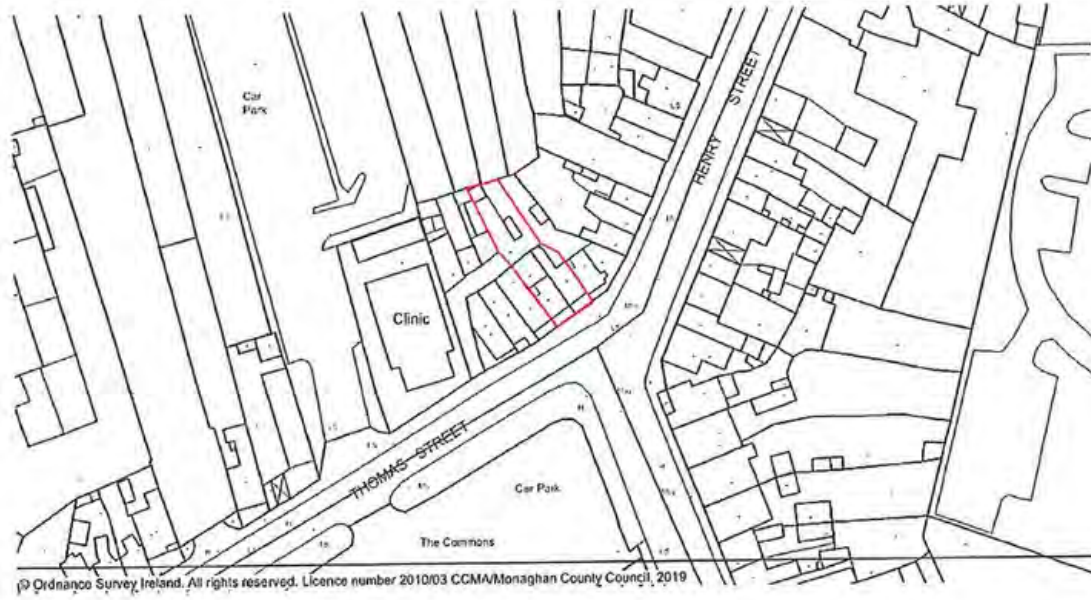 Car
Park
STREET
HENRY
Clinic
THOMAS STREET
Car Park
The Commons
© Ordnance Survey Ireland. All rights reserved. Licence number 2010/03 CCMA/Monaghan County Council, 2019